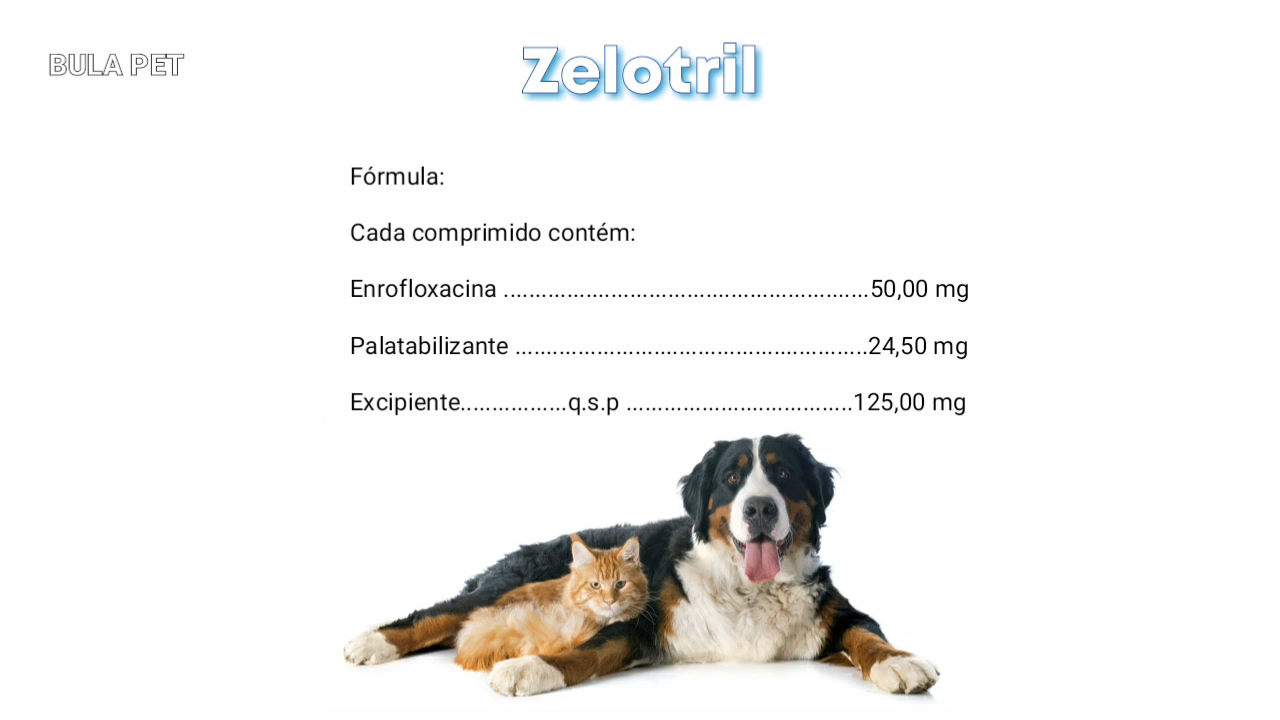 BULA PET
Zelotril
Fórmula:
Cada comprimido contém:
Enrofloxacina .........................................................50,00 mg
Palatabilizante .......................................................24,50 mg
Excipiente.................q.s.p ....................................125,00 mg